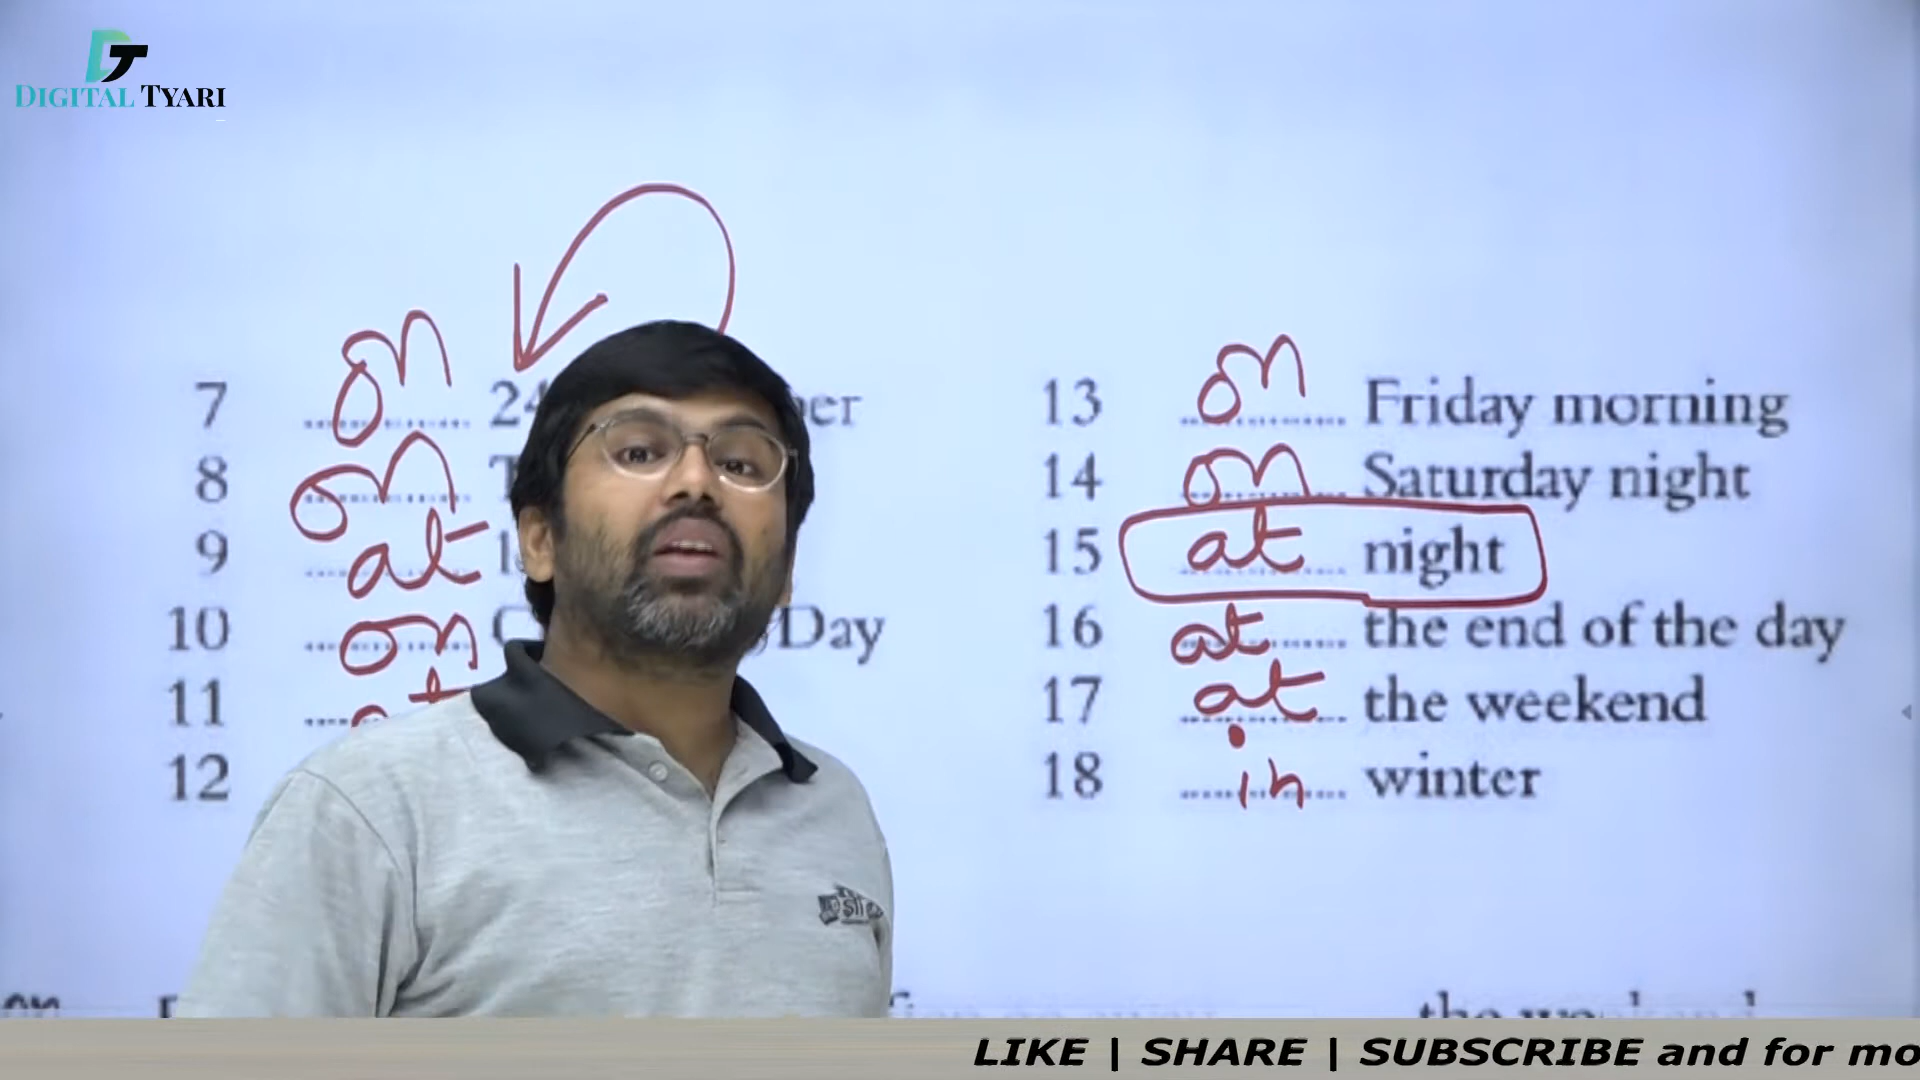 DT
DIGITAL TYARI
7 on 24
8 on
9 at
10 on Day
11
12
13 on Friday morning
14 on Saturday night
15 at night
16 at the end of the day
17 at the weekend
18 in winter
on
LIKE | SHARE | SUBSCRIBE and for mo